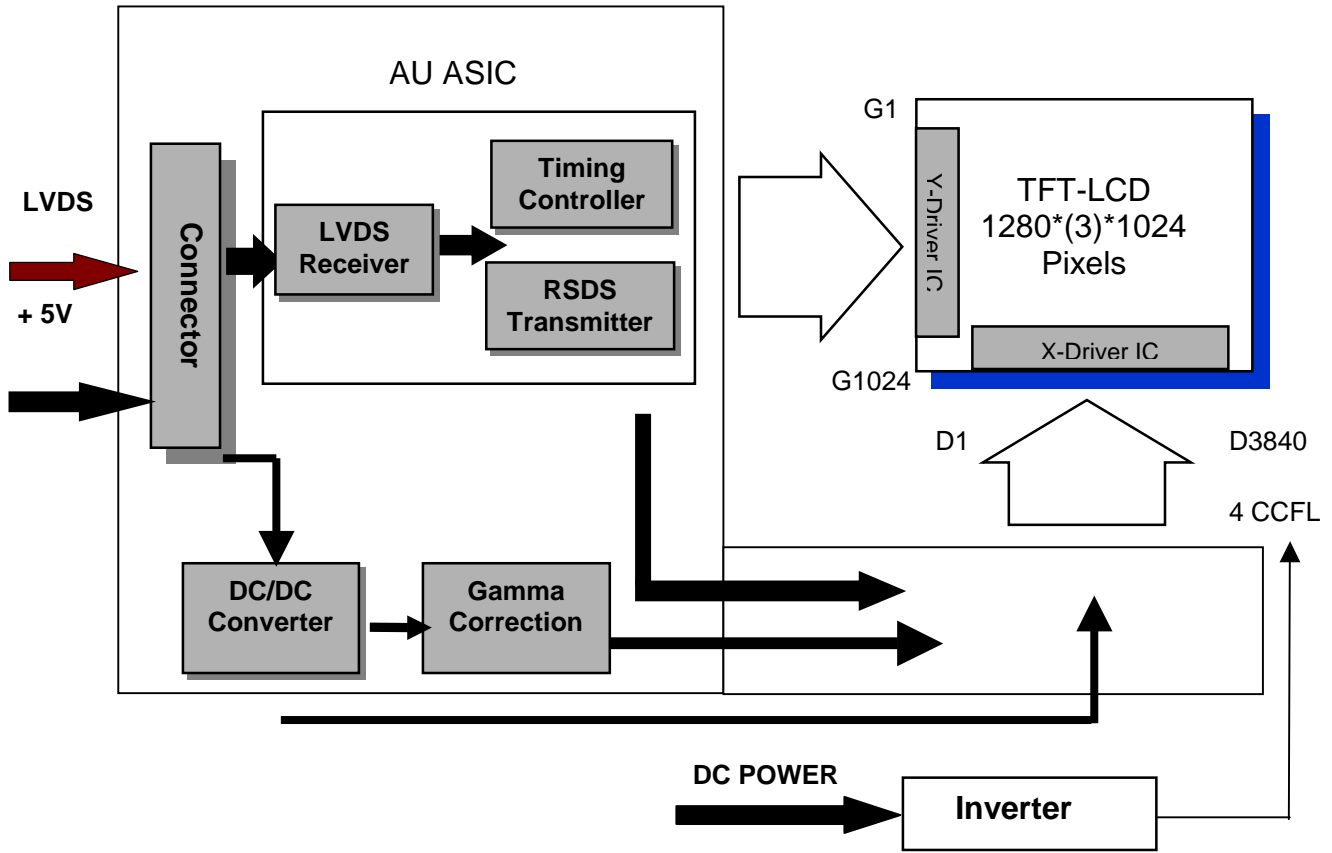 AU ASIC
LVDS
+ 5V
Connector
LVDS
Receiver
Timing
Controller
RSDS
Transmitter
DC/DC
Converter
Gamma
Correction
G1
Y-Driver IC
TFT-LCD
1280*(3)*1024
Pixels
X-Driver IC
G1024
D1
D3840
4 CCFL
DC POWER
Inverter